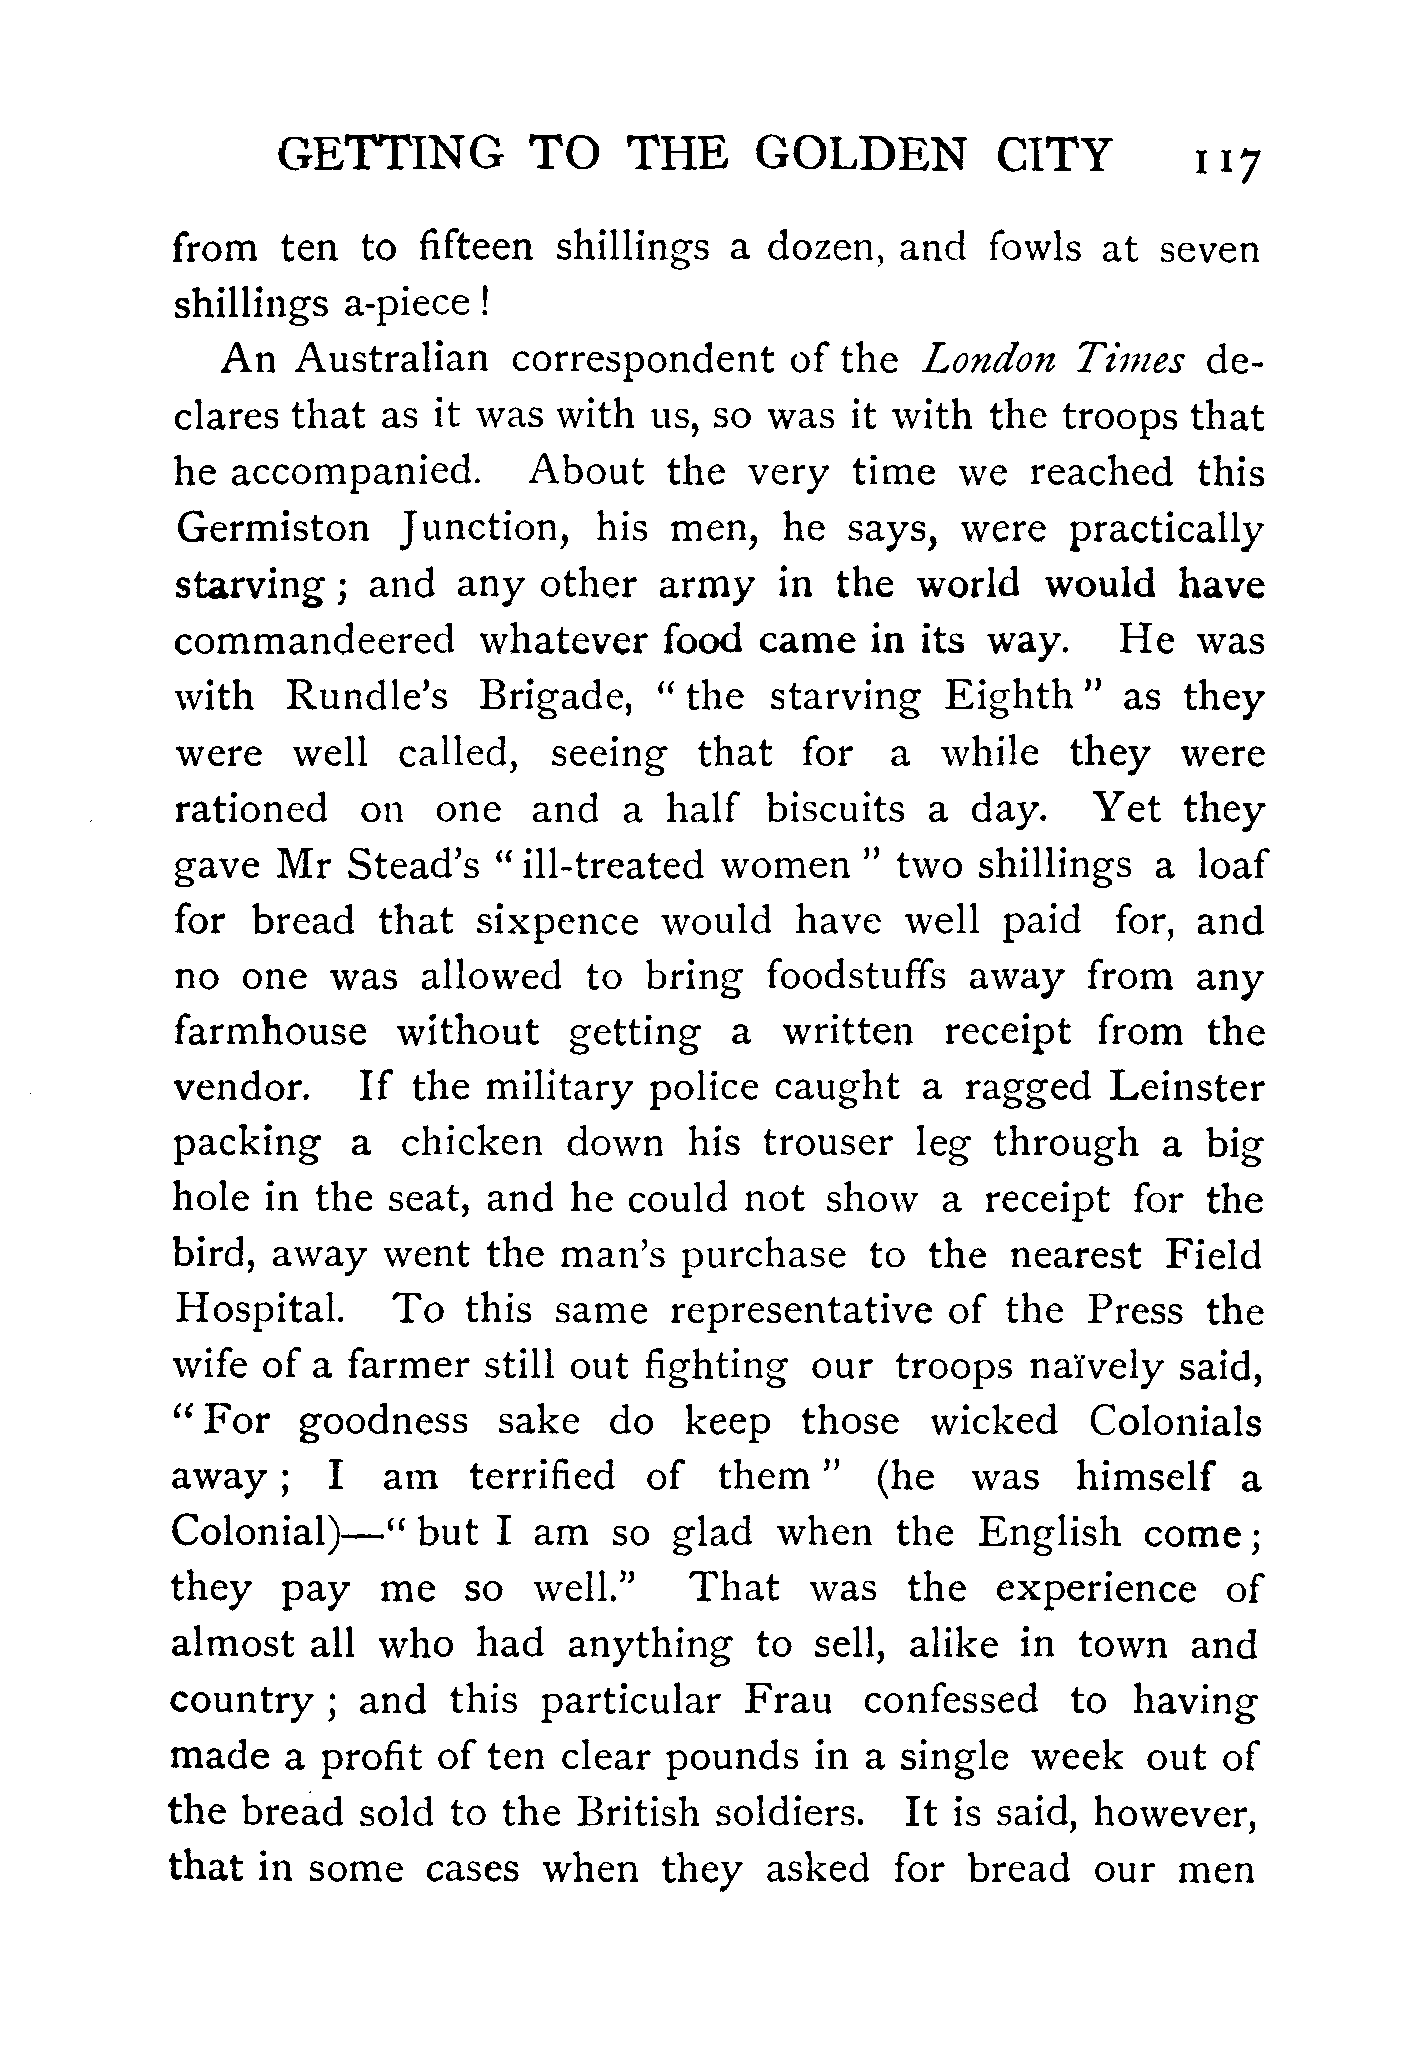 GETTING TO THE GOLDEN CITY 117
from ten to fifteen shillings a dozen, and fowls at seven
shillings a-piece !
An Australian correspondent of the London Times de-
clares that as it was with us, so was it with the troops that
he accompanied. About the very time we reached this
Germiston Junction, his men, he says, were practically
starving ; and any other army in the world would have
commandeered whatever food came in its way. He was
with Rundle's Brigade, " the starving Eighth " as they
were well called, seeing that for a while they were
rationed on one and a half biscuits a day. Yet they
gave Mr Stead's " ill-treated women " two shillings a loaf
for bread that sixpence would have well paid for, and
no one was allowed to bring foodstuffs away from any
farmhouse without getting a written receipt from the
vendor. If the military police caught a ragged Leinster
packing a chicken down his trouser leg through a big
hole in the seat, and he could not show a receipt for the
bird, away went the man's purchase to the nearest Field
Hospital. To this same representative of the Press the
wife of a farmer still out fighting our troops naïvely said,
" For goodness sake do keep those wicked Colonials
away ; I am terrified of them " (he was himself a
Colonial)—" but I am so glad when the English come ;
they pay me so well." That was the experience of
almost all who had anything to sell, alike in town and
country ; and this particular Frau confessed to having
made a profit of ten clear pounds in a single week out of
the bread sold to the British soldiers. It is said, however,
that in some cases when they asked for bread our men